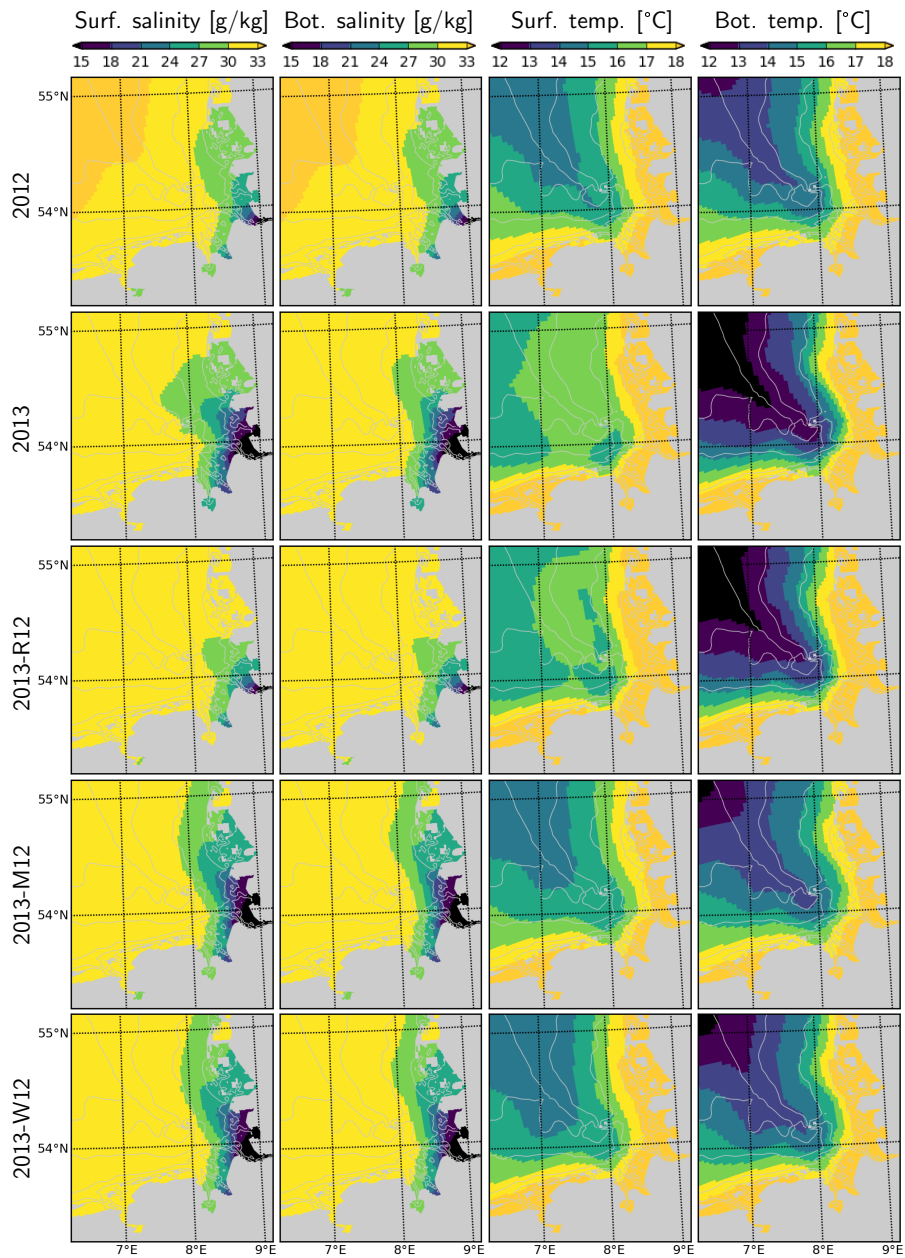 Surf. salinity [g/kg] Bot. salinity [g/kg] Surf. temp. [°C] Bot. temp. [°C]
15 18 21 24 27 30 33 15 18 21 24 27 30 33 12 13 14 15 16 17 18 12 13 14 15 16 17 18
55°N
2012
54°N
55°N
2013
54°N
55°N
2013-R12
54°N
55°N
2013-M12
54°N
55°N
2013-W12
54°N
7°E 8°E 9°E 7°E 8°E 9°E 7°E 8°E 9°E 7°E 8°E 9°E